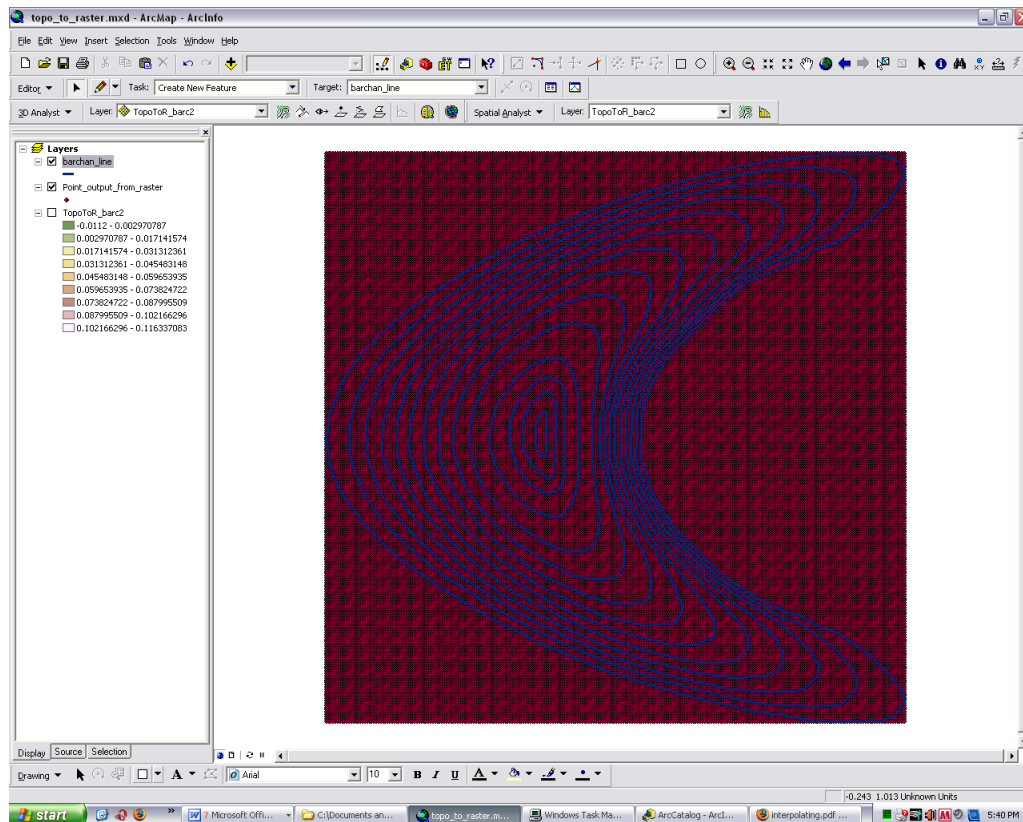 topo_to_raster.mxd - ArcMap - ArcInfo
File Edit View Insert Selection Tools Window Help
Editor Task: Create New Feature Target: barchan_line
3D Analyst Layer: TopoToR_barc2 Spatial Analyst Layer: TopoToR_barc2
Layers
barchan_line
Point_output_from_raster
TopoToR_barc2
-0.0112 - 0.002970787
0.002970787 - 0.017141574
0.017141574 - 0.031312361
0.031312361 - 0.045483148
0.045483148 - 0.059653935
0.059653935 - 0.073824722
0.073824722 - 0.087995509
0.087995509 - 0.102166296
0.102166296 - 0.116337083
Display Source Selection
Drawing A Arial 10 B I U A
-0.243 1.013 Unknown Units
start 7 Microsoft Offi... C:\Documents an... topo_to_raster.m... Windows Task Ma... ArcCatalog - ArcI... interpolating.pdf ... 5:40 PM